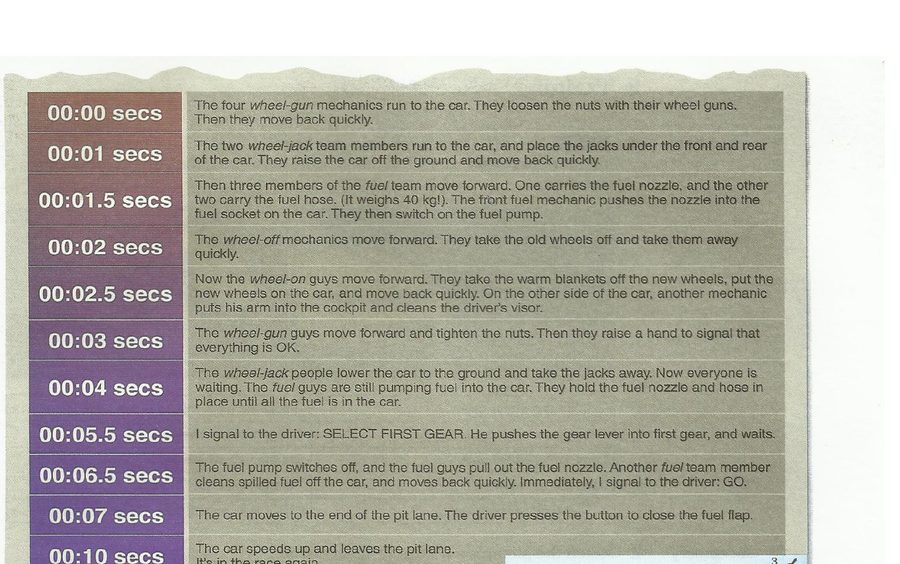 00:00 secs
The four wheel-gun mechanics run to the car. They loosen the nuts with their wheel guns.
Then they move back quickly.
00:01 secs
The two wheel-jack team members run to the car, and place the jacks under the front and rear
of the car. They raise the car off the ground and move back quickly.
00:01.5 secs
Then three members of the fuel team move forward. One carries the fuel nozzle, and the other
two carry the fuel hose. (It weighs 40 kg!). The front fuel mechanic pushes the nozzle into the
fuel socket on the car. They then switch on the fuel pump.
00:02 secs
The wheel-off mechanics move forward. They take the old wheels off and take them away
quickly.
00:02.5 secs
Now the wheel-on guys move forward. They take the warm blankets off the new wheels, put the
new wheels on the car, and move back quickly. On the other side of the car, another mechanic
puts his arm into the cockpit and cleans the driver's visor.
00:03 secs
The wheel-gun guys move forward and tighten the nuts. Then they raise a hand to signal that
everything is OK.
00:04 secs
The wheel-jack people lower the car to the ground and take the jacks away. Now everyone is
waiting. The fuel guys are still pumping fuel into the car. They hold the fuel nozzle and hose in
place until all the fuel is in the car.
00:05.5 secs
I signal to the driver: SELECT FIRST GEAR. He pushes the gear lever into first gear, and waits.
00:06.5 secs
The fuel pump switches off, and the fuel guys pull out the fuel nozzle. Another fuel team member
cleans spilled fuel off the car, and moves back quickly. Immediately, I signal to the driver: GO.
00:07 secs
The car moves to the end of the pit lane. The driver presses the button to close the fuel flap.
00:10 secs
The car speeds up and leaves the pit lane.
It's in the race again.
3